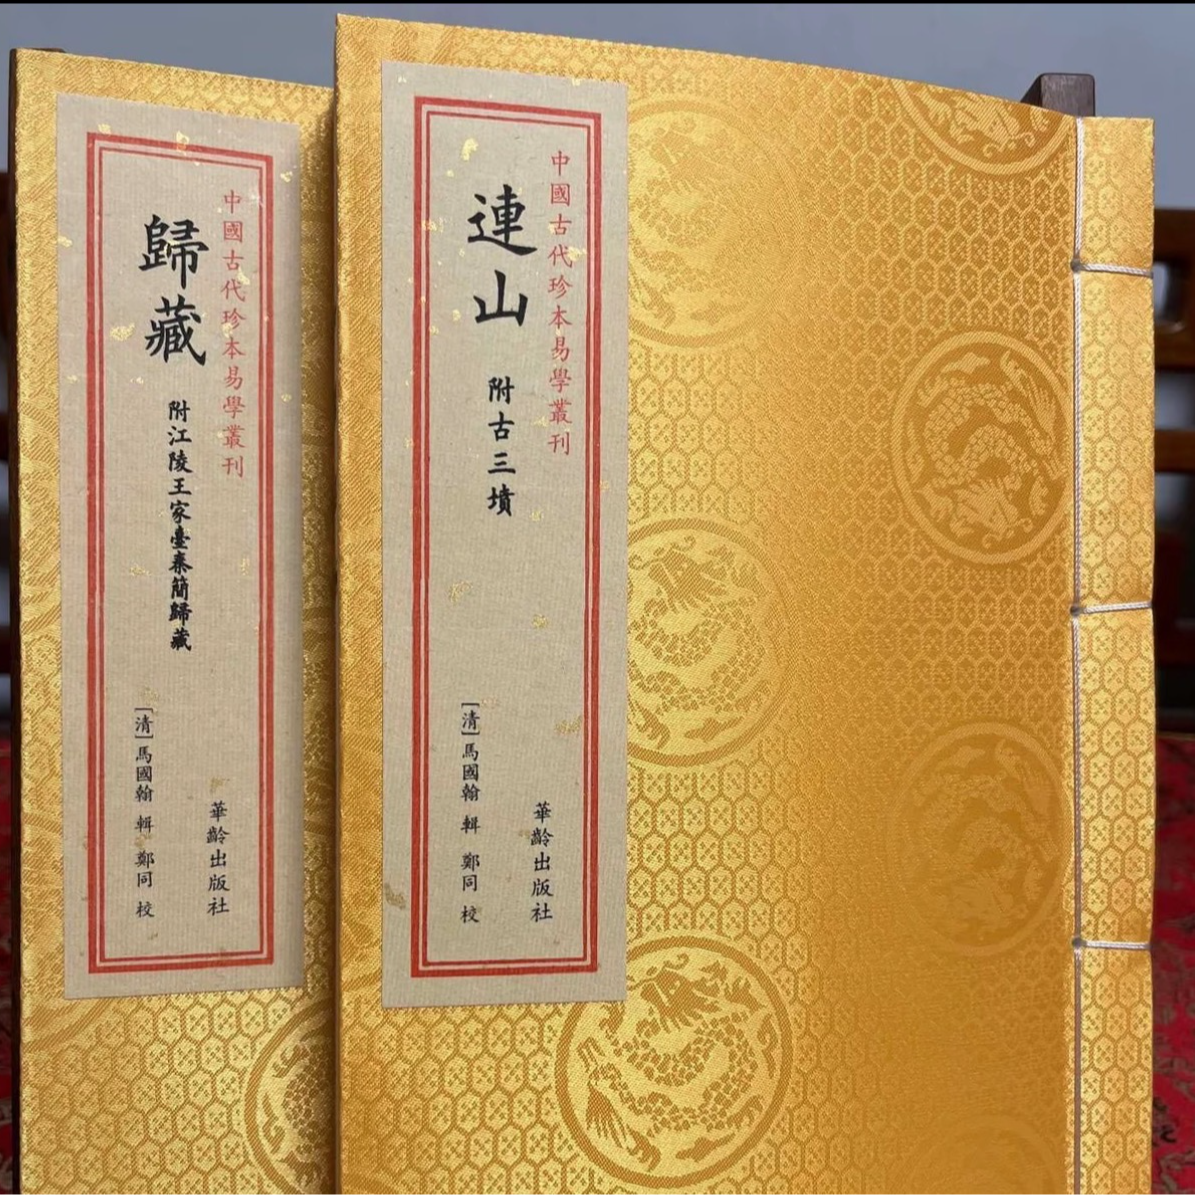 中國古代珍本易學叢刊
連山
附古三墳
華齡出版社
[清]馬國翰 輯 鄭同 校
中國古代珍本易學叢刊
歸藏
附江陵王家臺秦簡歸藏
華齡出版社
[清]馬國翰 輯 鄭同 校